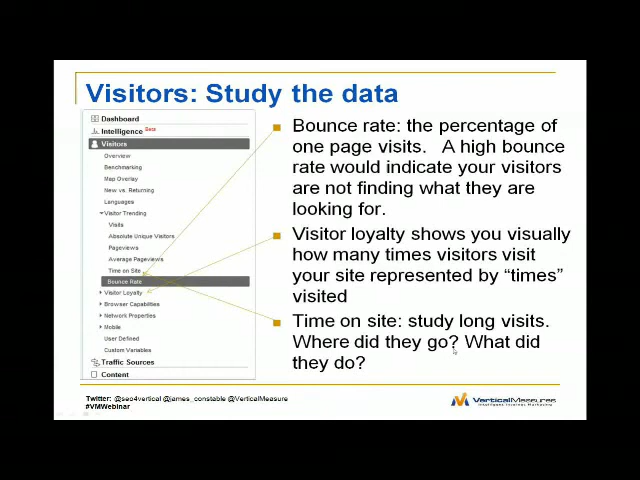 Visitors: Study the data
Dashboard
Intelligence Beta
Visitors
Overview
Benchmarking
Map Overlay
New vs. Returning
Languages
Visitor Trending
Visits
Absolute Unique Visitors
Pageviews
Average Pageviews
Time on Site
Bounce Rate
Visitor Loyalty
Browser Capabilities
Network Properties
Mobile
User Defined
Custom Variables
Traffic Sources
Content
Bounce rate: the percentage of
one page visits. A high bounce
rate would indicate your visitors
are not finding what they are
looking for.
Visitor loyalty shows you visually
how many times visitors visit
your site represented by “times”
visited
Time on site: study long visits.
Where did they go? What did
they do?
Twitter: @seo4vertical @james_constable @VerticalMeasure
#VMWebinar
VerticalMeasures
Intelligent Internet Marketing